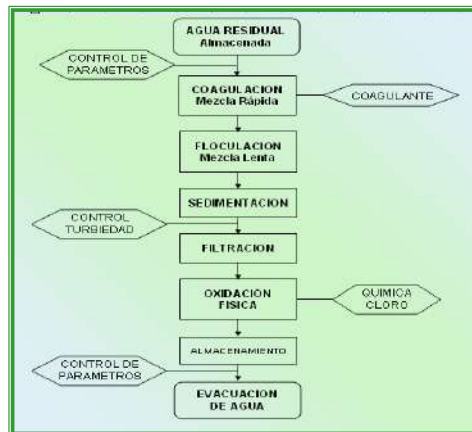 AGUA RESIDUAL
Almacenada
CONTROL DE
PARAMETROS
COAGULACION
Mezcla Rápida
COAGULANTE
FLOCULACION
Mezcla Lenta
SEDIMENTACION
CONTROL
TURBIEDAD
FILTRACION
OXIDACION
FISICA
QUIMICA
CLORO
ALMACENAMIENTO
CONTROL DE
PARAMETROS
EVACUACION
DE AGUA